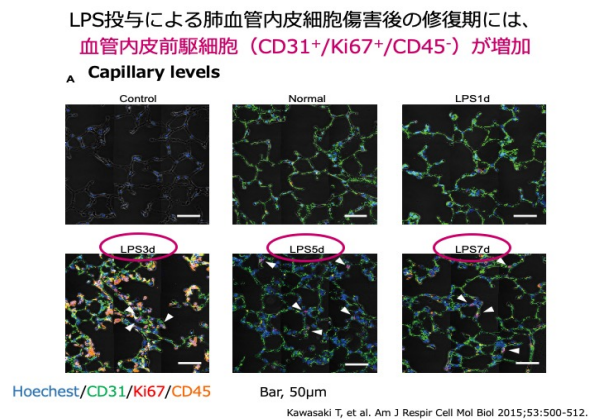 LPS投与による肺血管内皮細胞傷害後の修復期には、
血管内皮前駆細胞（CD31+/Ki67+/CD45-）が増加
A Capillary levels
Control Normal LPS1d
LPS3d LPS5d LPS7d
Hoechest/CD31/Ki67/CD45 Bar, 50μm
Kawasaki T, et al. Am J Respir Cell Mol Biol 2015;53:500-512.